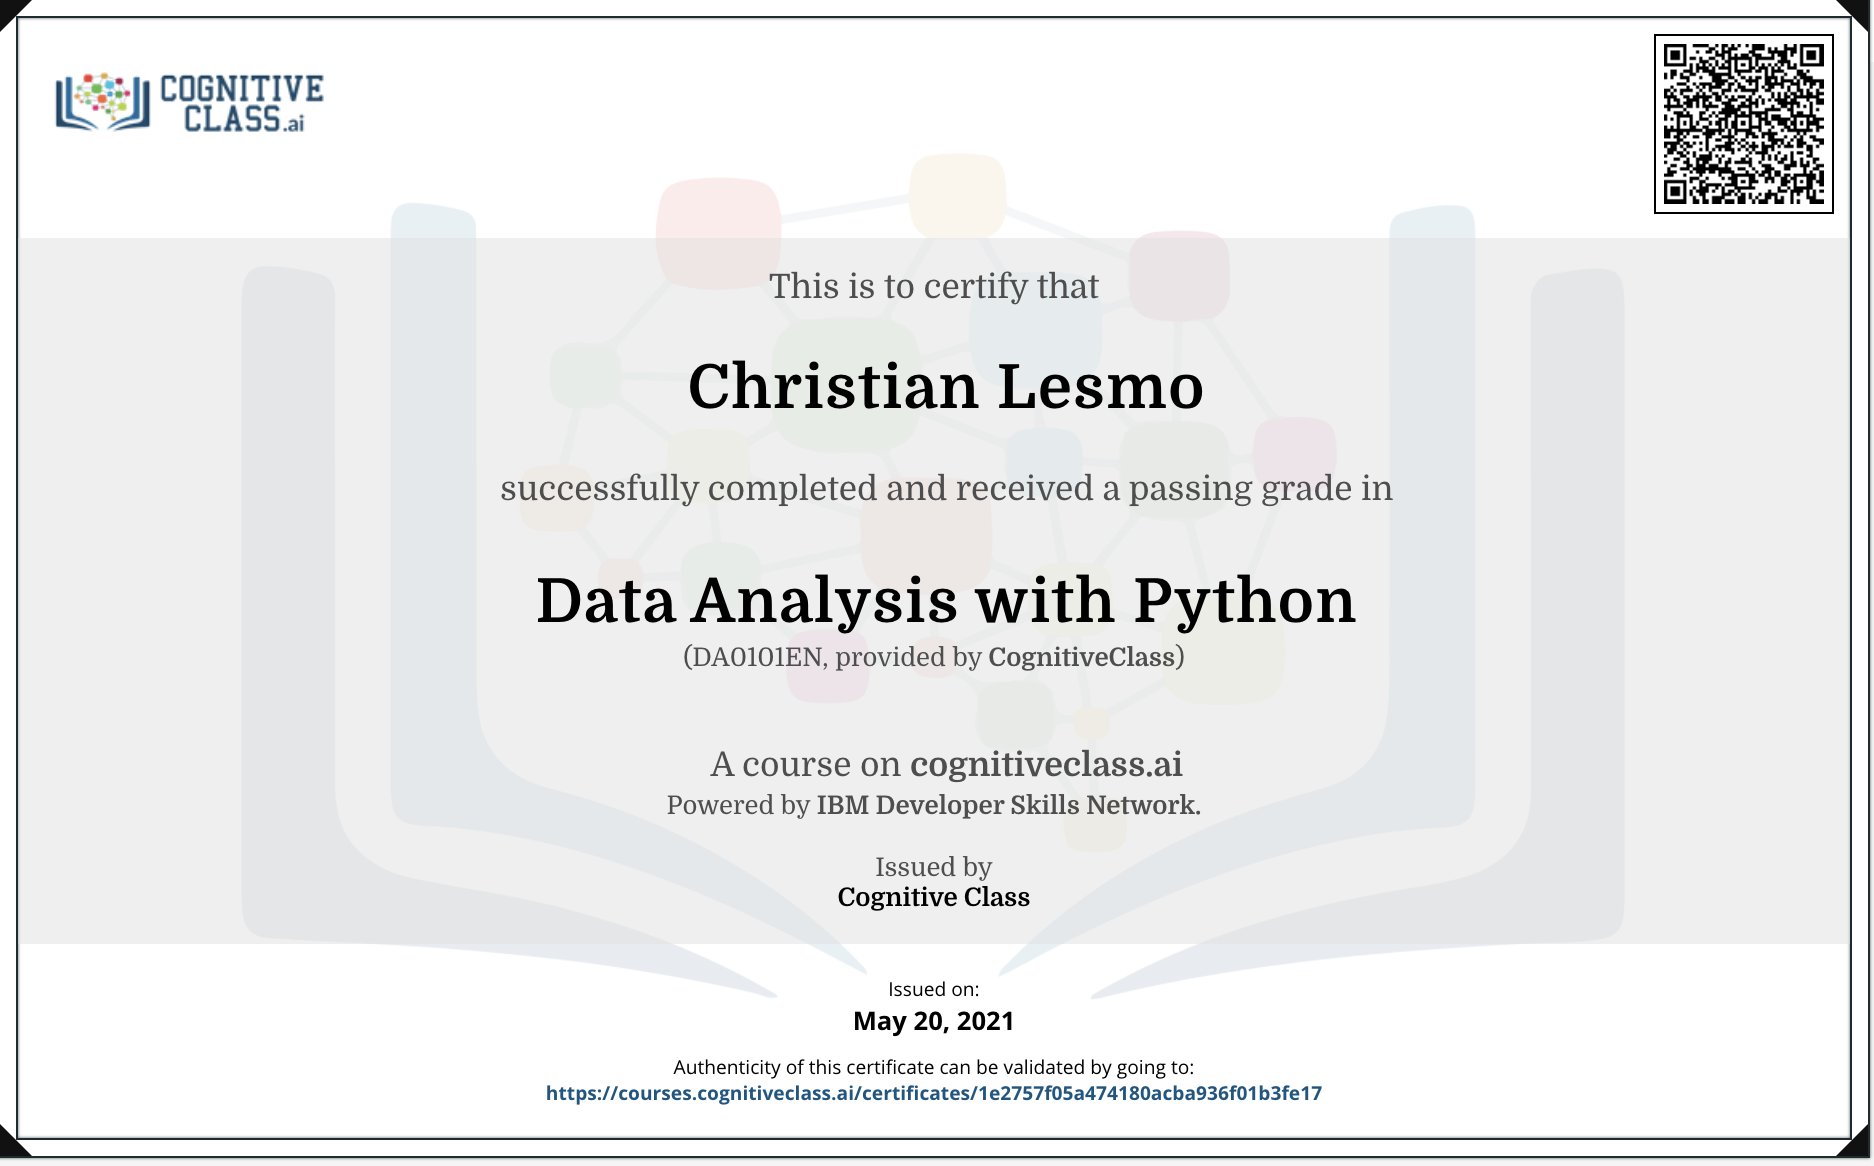 COGNITIVE
CLASS.ai
This is to certify that
Christian Lesmo
successfully completed and received a passing grade in
Data Analysis with Python
(DA0101EN, provided by CognitiveClass)
A course on cognitiveclass.ai
Powered by IBM Developer Skills Network.
Issued by
Cognitive Class
Issued on:
May 20, 2021
Authenticity of this certificate can be validated by going to:
https://courses.cognitiveclass.ai/certificates/1e2757f05a474180acba936f01b3fe17